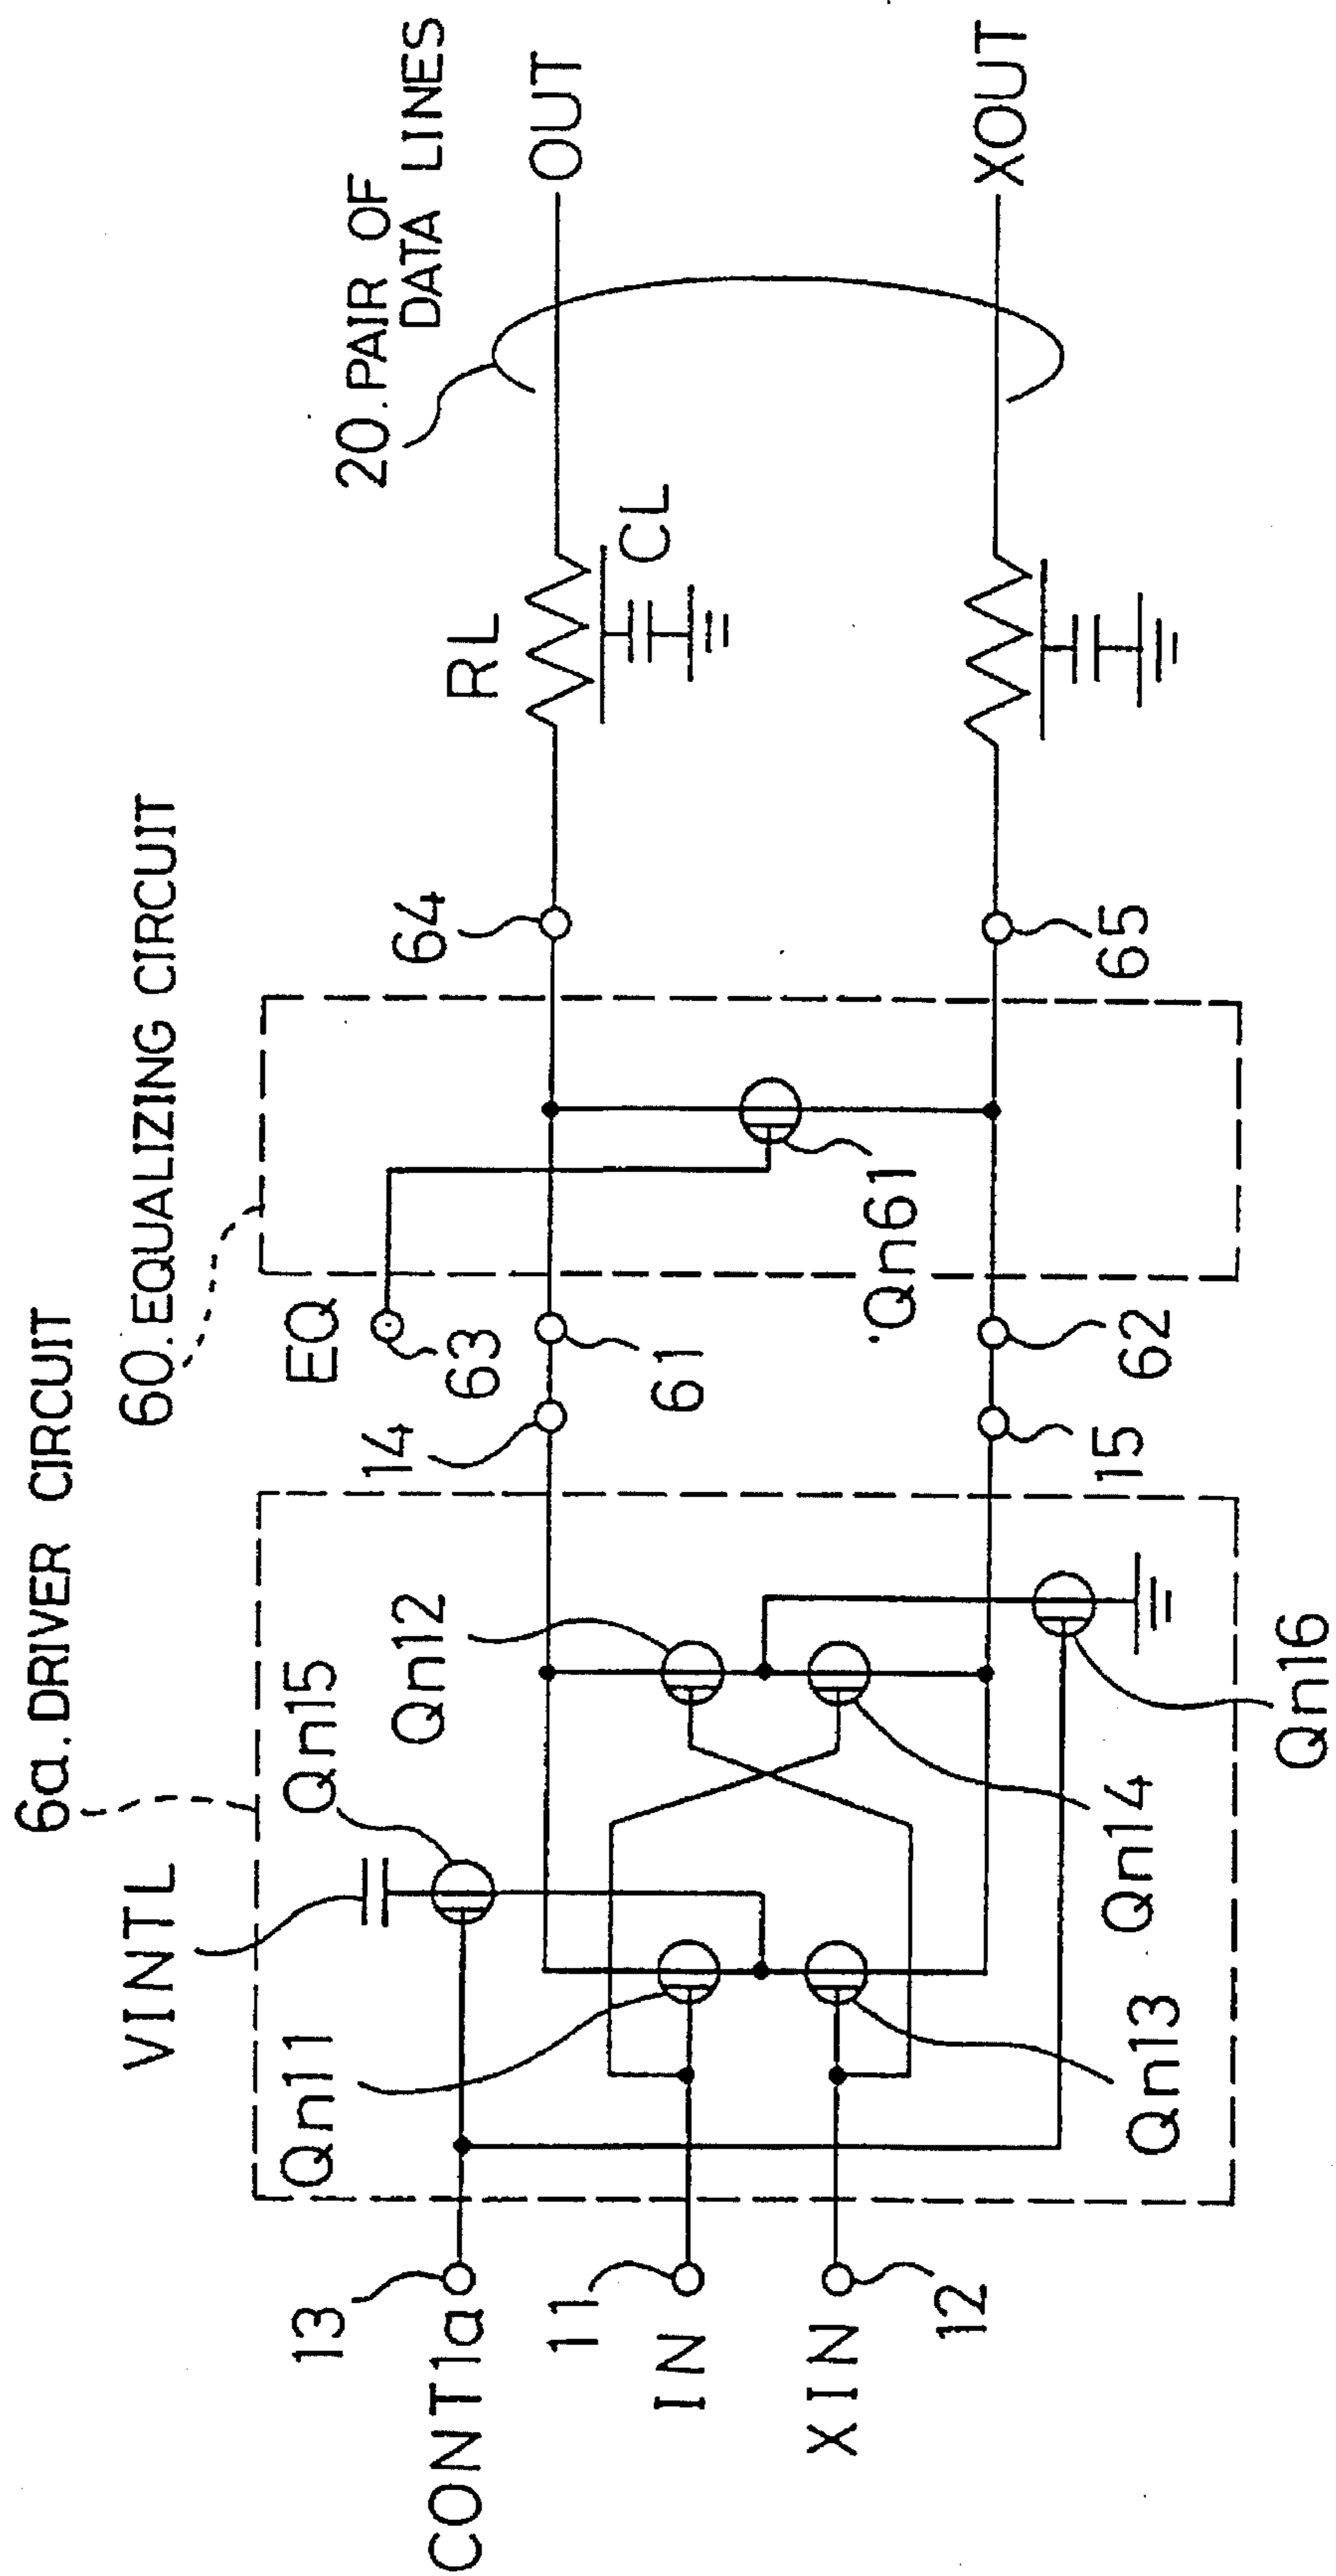 6a. DRIVER CIRCUIT
60. EQUALIZING CIRCUIT
20. PAIR OF
DATA LINES
VINTL
Qn15
Qn12
14
EQ
63
61
64
RL
CL
OUT
13
CONT1a
Qn11
11
IN
XIN
12
Qn13
Qn14
Qn16
15
62
Qn61
65
XOUT